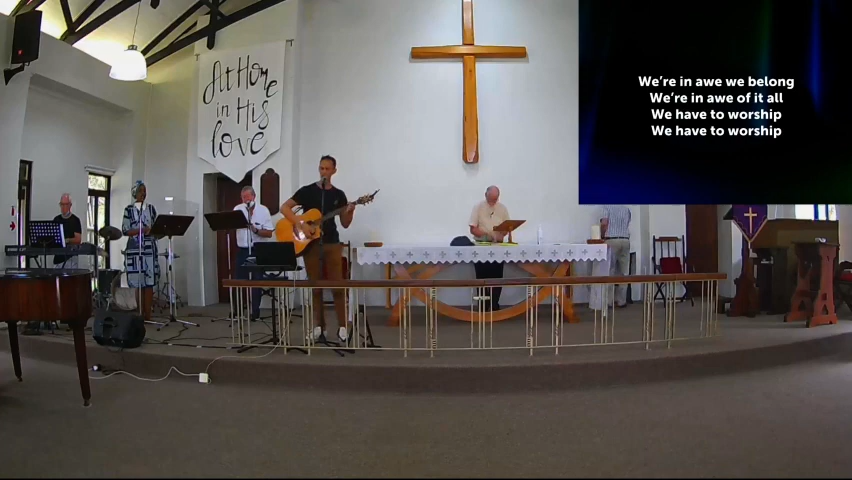 At Home
in His
love
We're in awe we belong
We're in awe of it all
We have to worship
We have to worship